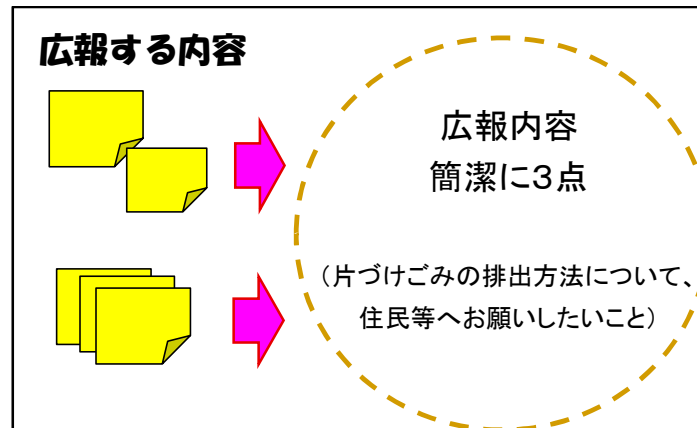 広報する内容
広報内容
簡潔に3点
(片づけごみの排出方法について、
住民等へお願いしたいこと)